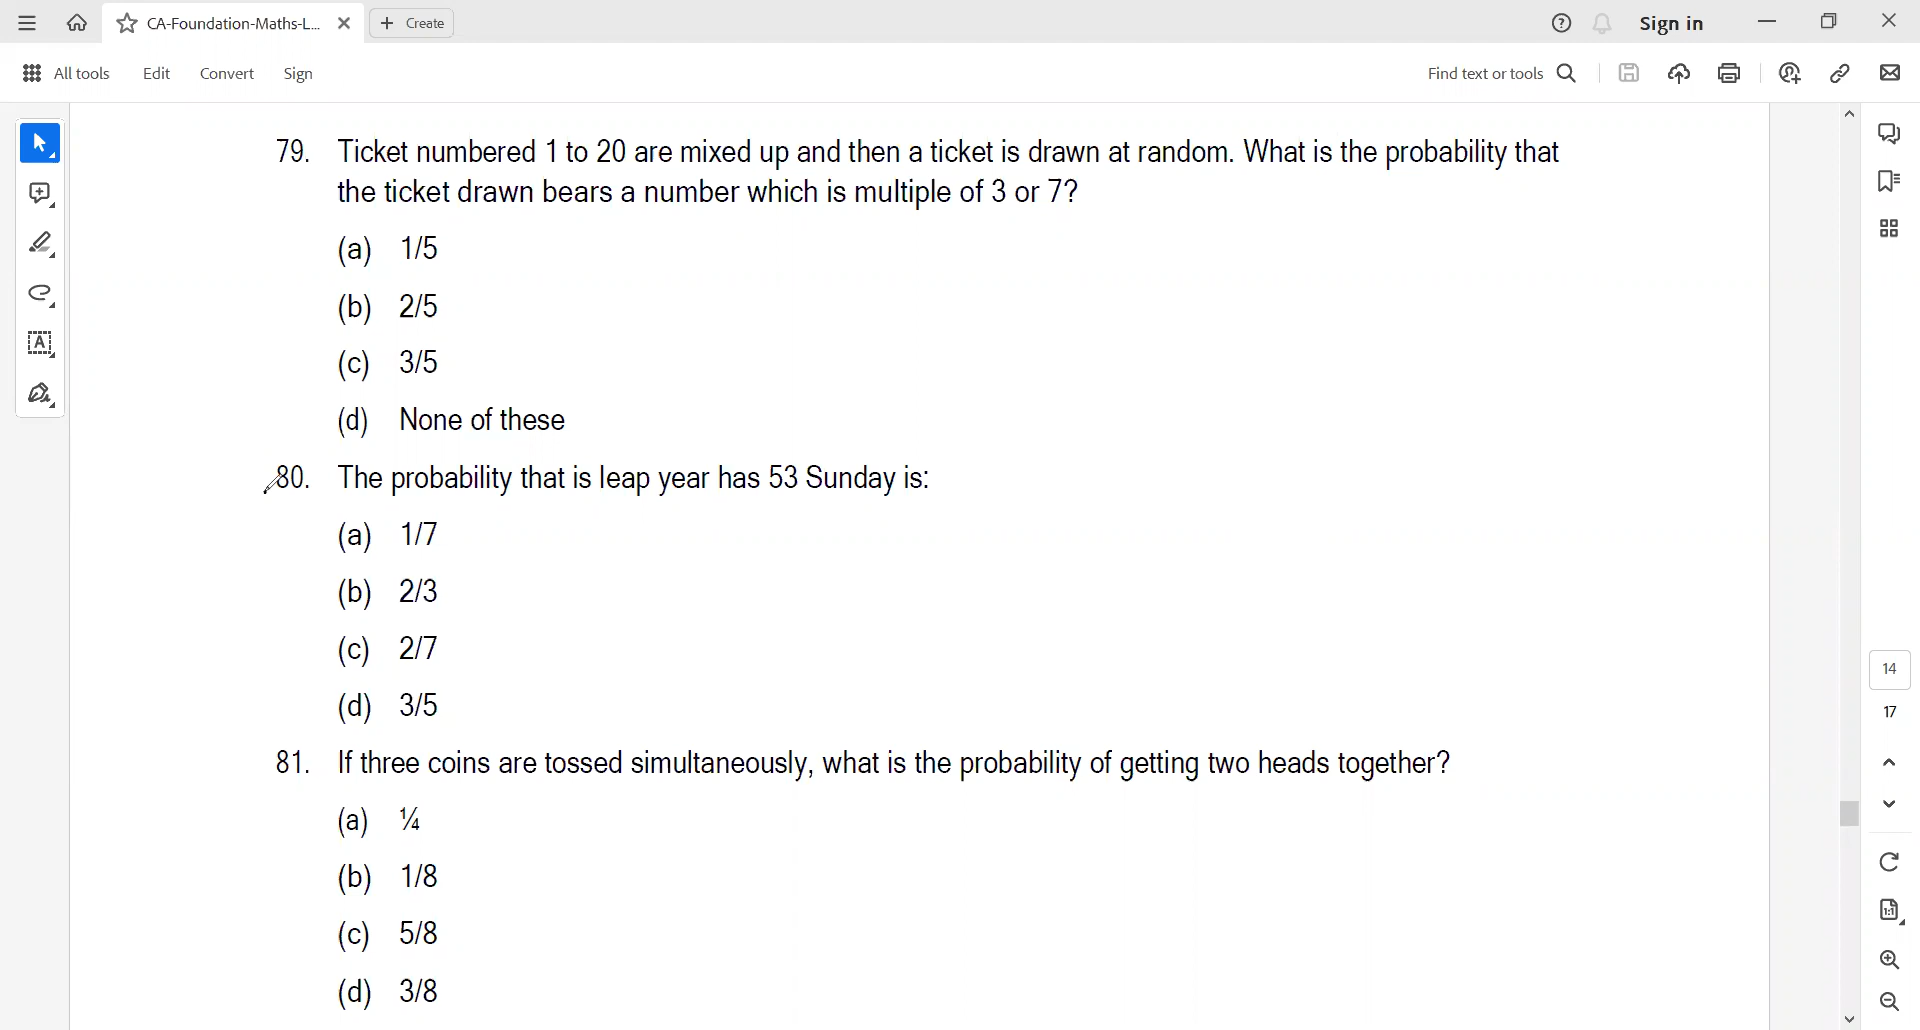 CA-Foundation-Maths-L...
Create
Sign in
All tools
Edit
Convert
Sign
Find text or tools
79. Ticket numbered 1 to 20 are mixed up and then a ticket is drawn at random. What is the probability that
the ticket drawn bears a number which is multiple of 3 or 7?
(a) 1/5
(b) 2/5
(c) 3/5
(d) None of these
80. The probability that is leap year has 53 Sunday is:
(a) 1/7
(b) 2/3
(c) 2/7
(d) 3/5
81. If three coins are tossed simultaneously, what is the probability of getting two heads together?
(a) ¼
(b) 1/8
(c) 5/8
(d) 3/8
14
17